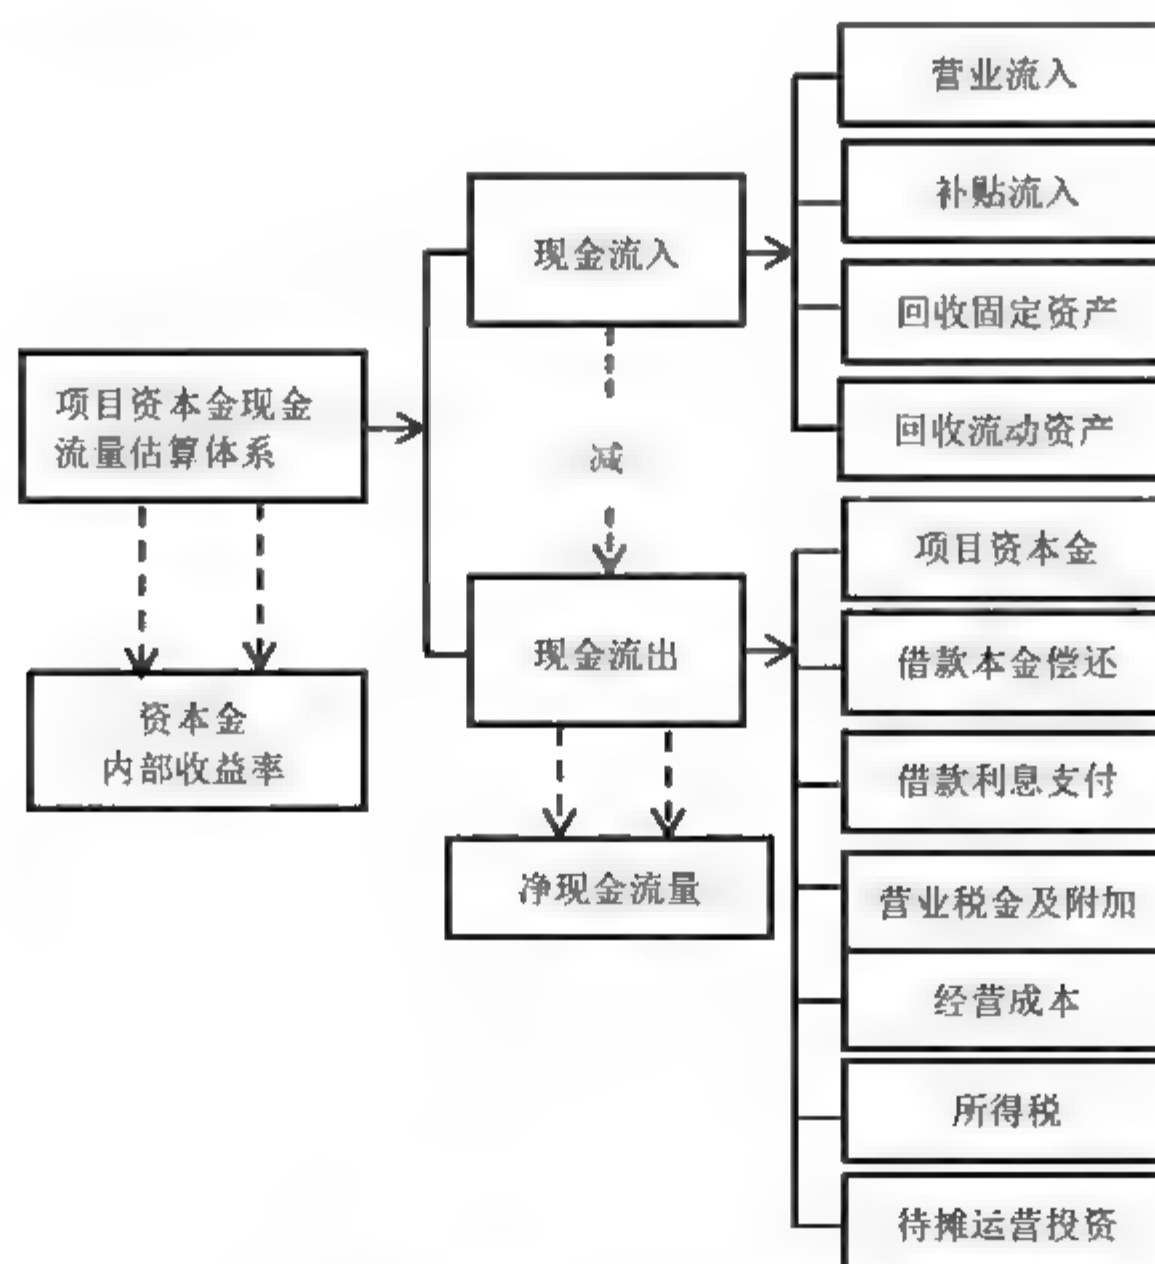 项目资本金现金
流量估算体系
资本金
内部收益率
现金流入
减
现金流出
净现金流量
营业流入
补贴流入
回收固定资产
回收流动资产
项目资本金
借款本金偿还
借款利息支付
营业税金及附加
经营成本
所得税
待摊运营投资